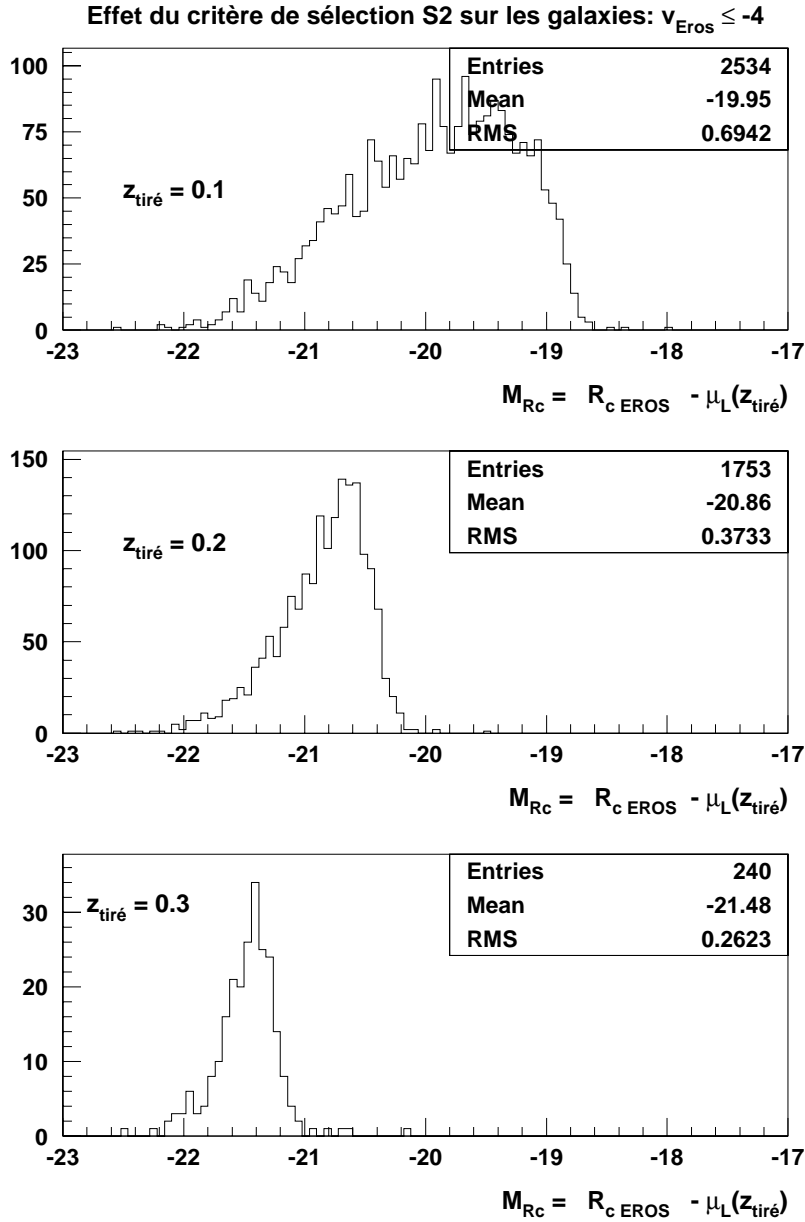 Effet du critère de sélection S2 sur les galaxies: v_Eros ≤ -4
100
75
50
25
0
Entries 2534
Mean -19.95
RMS 0.6942
z_tiré = 0.1
-23 -22 -21 -20 -19 -18 -17
M_Rc = R_c EROS - μ_L(z_tiré)
150
100
50
0
Entries 1753
Mean -20.86
RMS 0.3733
z_tiré = 0.2
-23 -22 -21 -20 -19 -18 -17
M_Rc = R_c EROS - μ_L(z_tiré)
30
20
10
0
Entries 240
Mean -21.48
RMS 0.2623
z_tiré = 0.3
-23 -22 -21 -20 -19 -18 -17
M_Rc = R_c EROS - μ_L(z_tiré)